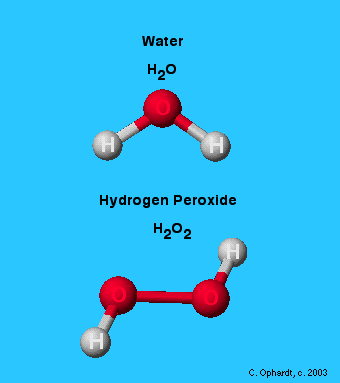 Water
H₂O
O
H H
Hydrogen Peroxide
H₂O₂
H
O O
H
C. Ophardt, c. 2003